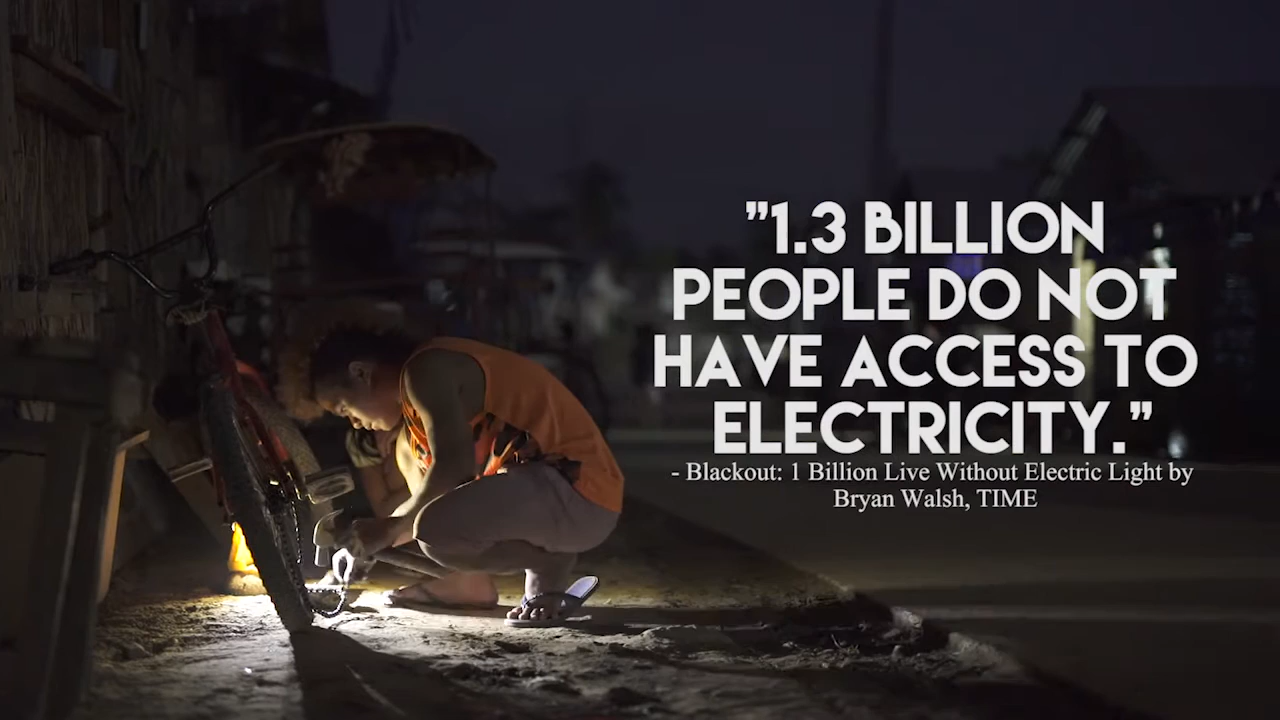 "1.3 BILLION
PEOPLE DO NOT
HAVE ACCESS TO
ELECTRICITY."
- Blackout: 1 Billion Live Without Electric Light by
Bryan Walsh, TIME